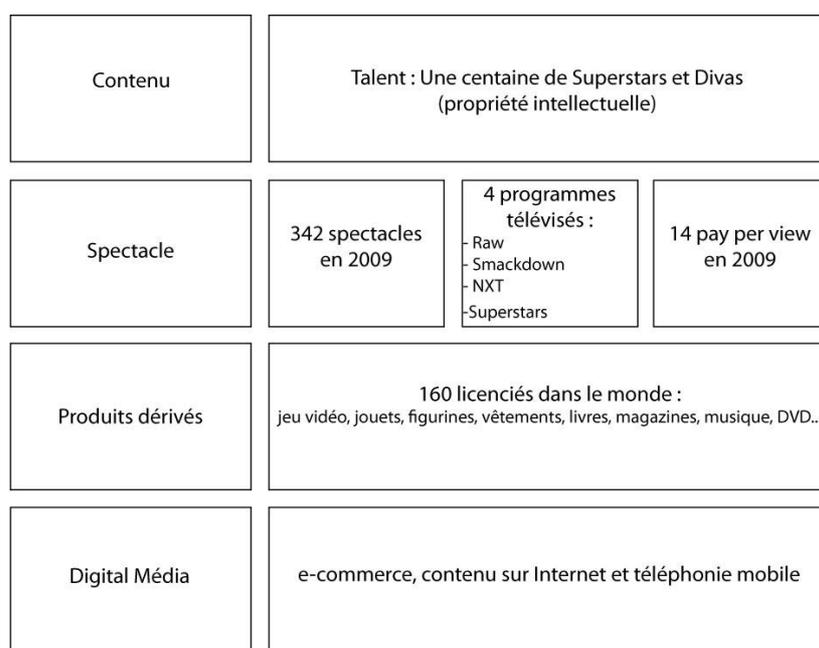 Contenu
Talent : Une centaine de Superstars et Divas
(propriété intellectuelle)
Spectacle
342 spectacles
en 2009
4 programmes
télévisés :
- Raw
- Smackdown
- NXT
-Superstars
14 pay per view
en 2009
Produits dérivés
160 licenciés dans le monde :
jeu vidéo, jouets, figurines, vêtements, livres, magazines, musique, DVD..
Digital Média
e-commerce, contenu sur Internet et téléphonie mobile